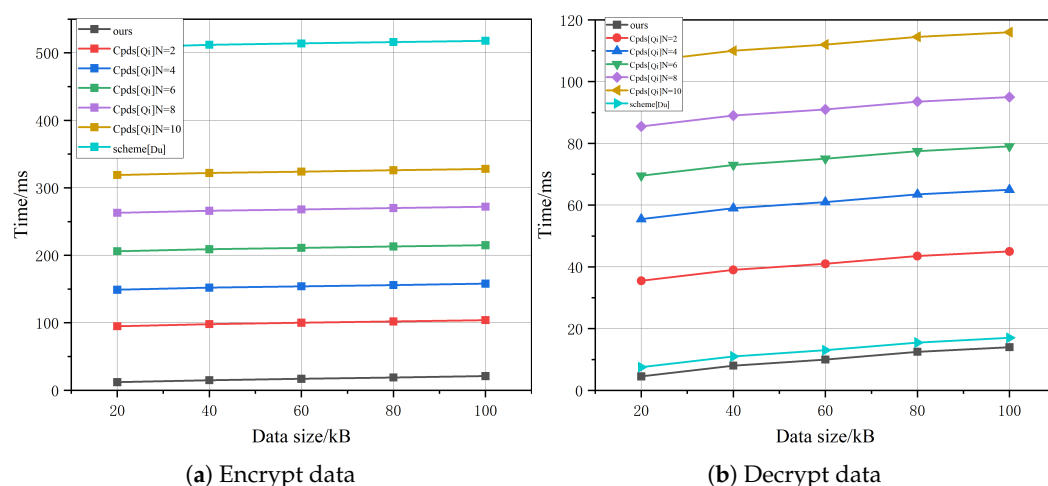 500
400
300
200
100
0
Time/ms
ours
Cpds[Qi]N=2
Cpds[Qi]N=4
Cpds[Qi]N=6
Cpds[Qi]N=8
Cpds[Qi]N=10
scheme[Du]
20 40 60 80 100
Data size/kB
(a) Encrypt data
120
100
80
60
40
20
0
Time/ms
ours
Cpds[Qi]N=2
Cpds[Qi]N=4
Cpds[Qi]N=6
Cpds[Qi]N=8
Cpds[Qi]N=10
scheme[Du]
20 40 60 80 100
Data size/kB
(b) Decrypt data